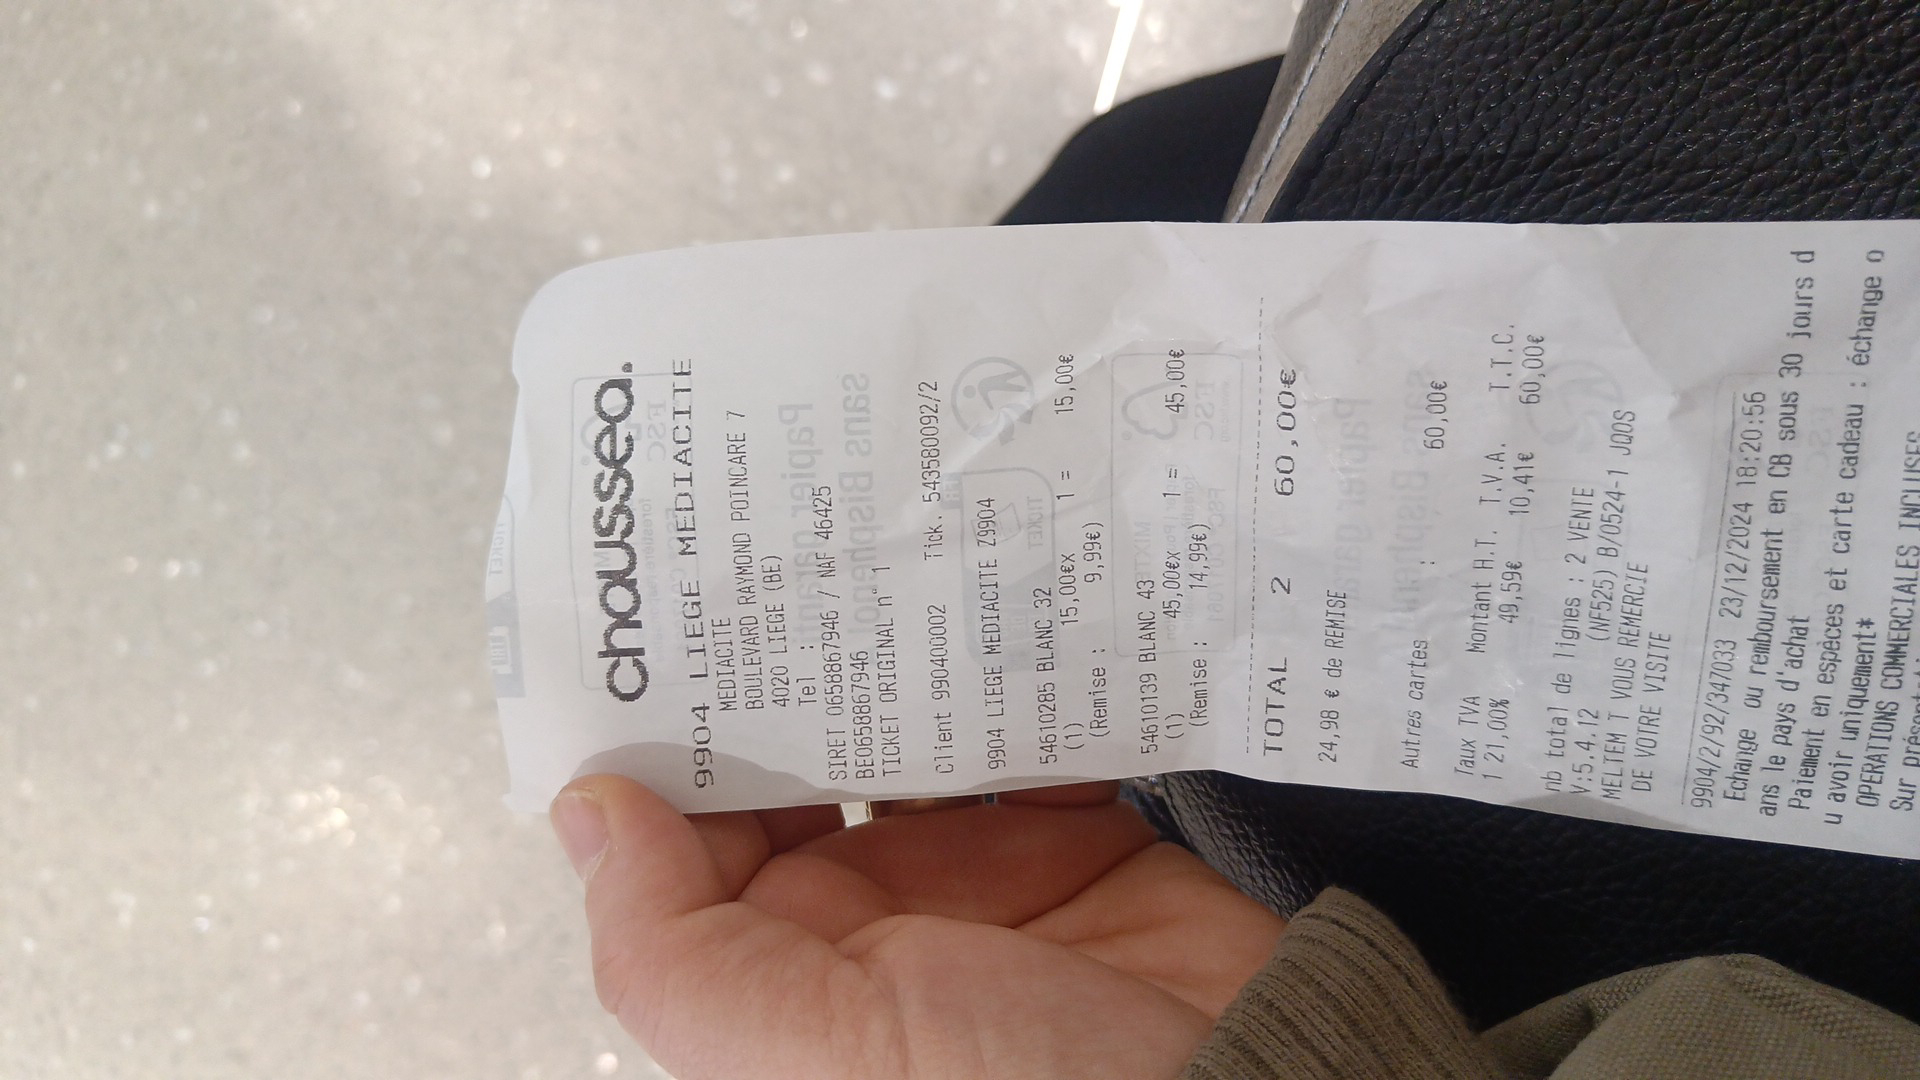 chaussea.
9904 LIEGE MEDIACITE
MEDIACITE
BOULEVARD RAYMOND POINCARE 7
4020 LIEGE (BE)
Tel :
SIRET 0658867946 / NAF 46425
BE0658867946
TICKET ORIGINAL n° 1
Client 990400002 Tick. 543580092/2
9904 LIEGE MEDIACITE Z9904
54610285 BLANC 32
(1) 15,00€x 1 = 15,00€
(Remise : 9,99€)
54610139 BLANC 43
(1) 45,00€x 1 = 45,00€
(Remise : 14,99€)
TOTAL 2 60,00€
24,98 € de REMISE
Autres cartes : 60,00€
Taux TVA Montant H.T. T.V.A. T.T.C.
1 21,00% 49,59€ 10,41€ 60,00€
nb total de lignes : 2 VENTE
V:5.4.12 (NF525) B/0524-1 JQOS
MELTEM T VOUS REMERCIE
DE VOTRE VISITE
9904/2/92/347033 23/12/2024 18:20:56
Echange ou remboursement en CB sous 30 jours d
ans le pays d'achat
Paiement en espèces et carte cadeau : échange o
u avoir uniquement*
OPERATIONS COMMERCIALES INCLUSES